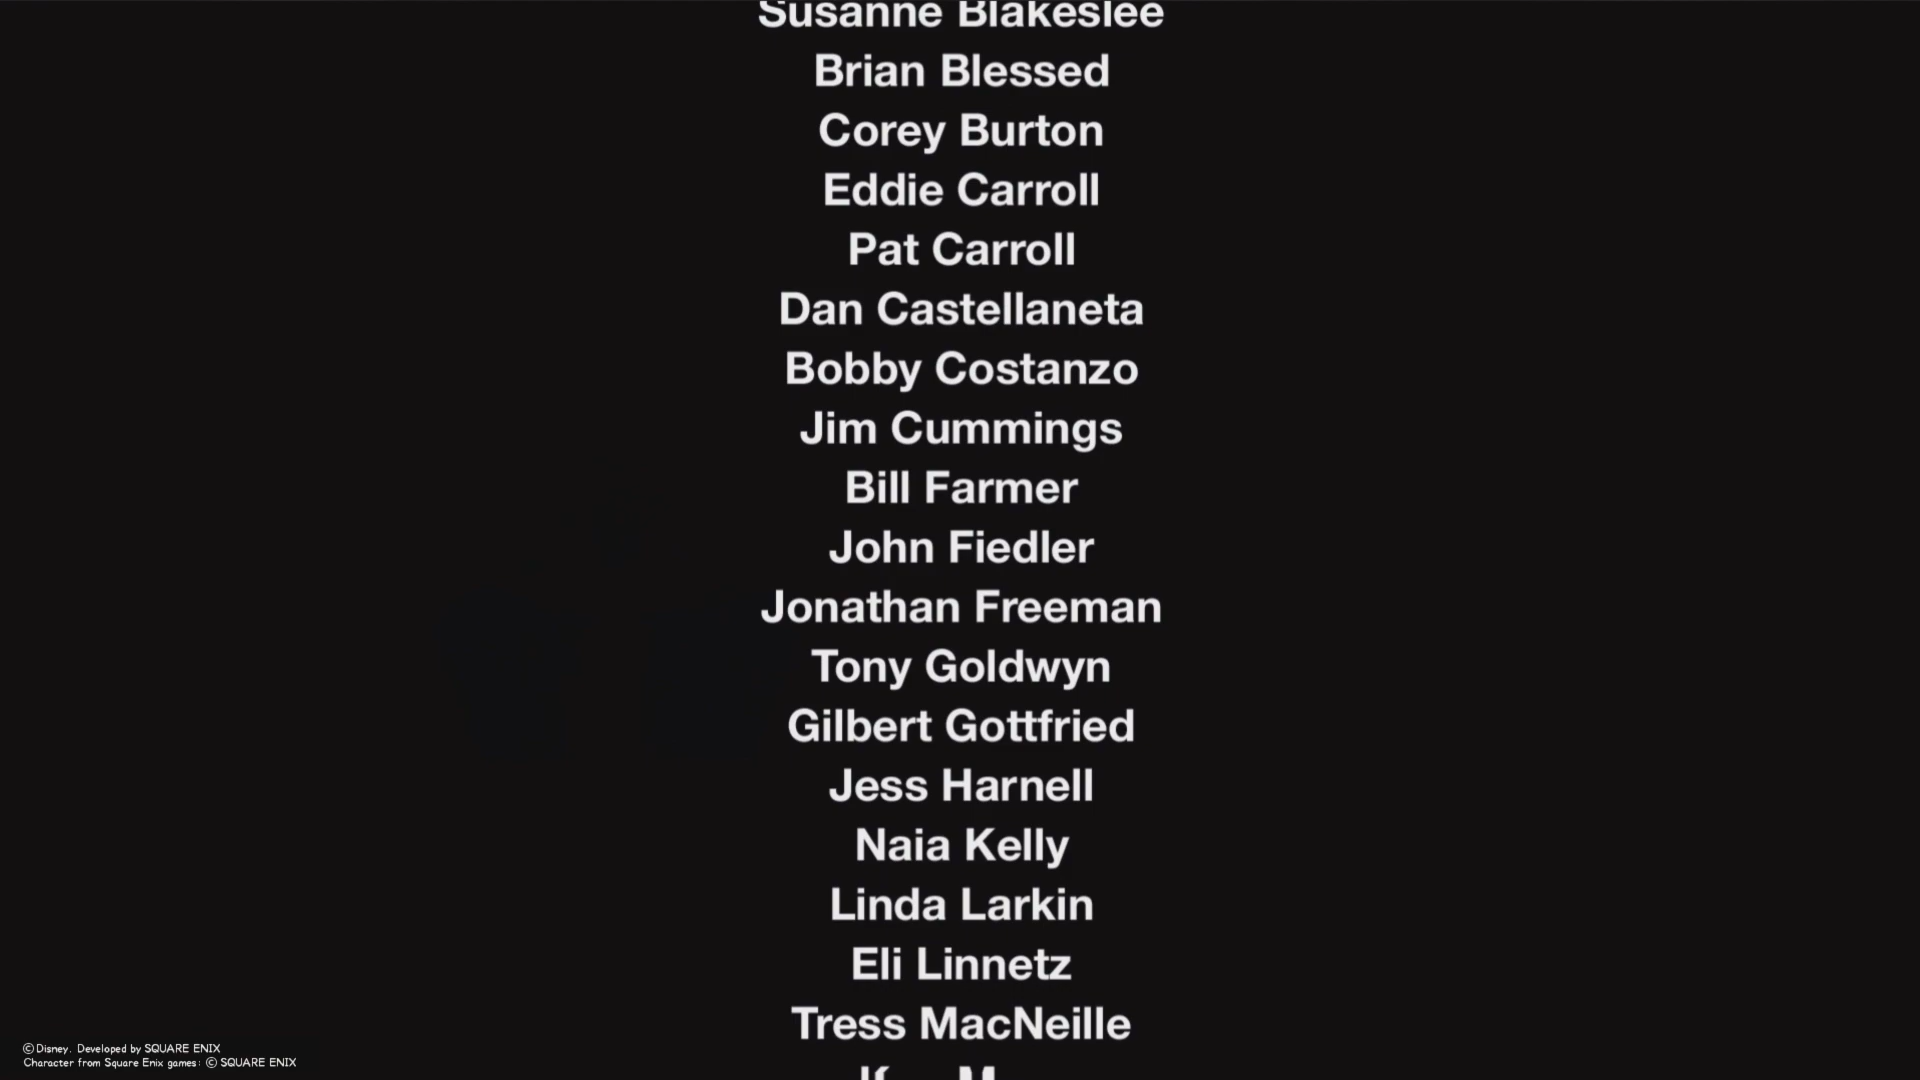 Susanne Blakeslee
Brian Blessed
Corey Burton
Eddie Carroll
Pat Carroll
Dan Castellaneta
Bobby Costanzo
Jim Cummings
Bill Farmer
John Fiedler
Jonathan Freeman
Tony Goldwyn
Gilbert Gottfried
Jess Harnell
Naia Kelly
Linda Larkin
Eli Linnetz
Tress MacNeille
© Disney. Developed by SQUARE ENIX
Character from Square Enix games: © SQUARE ENIX